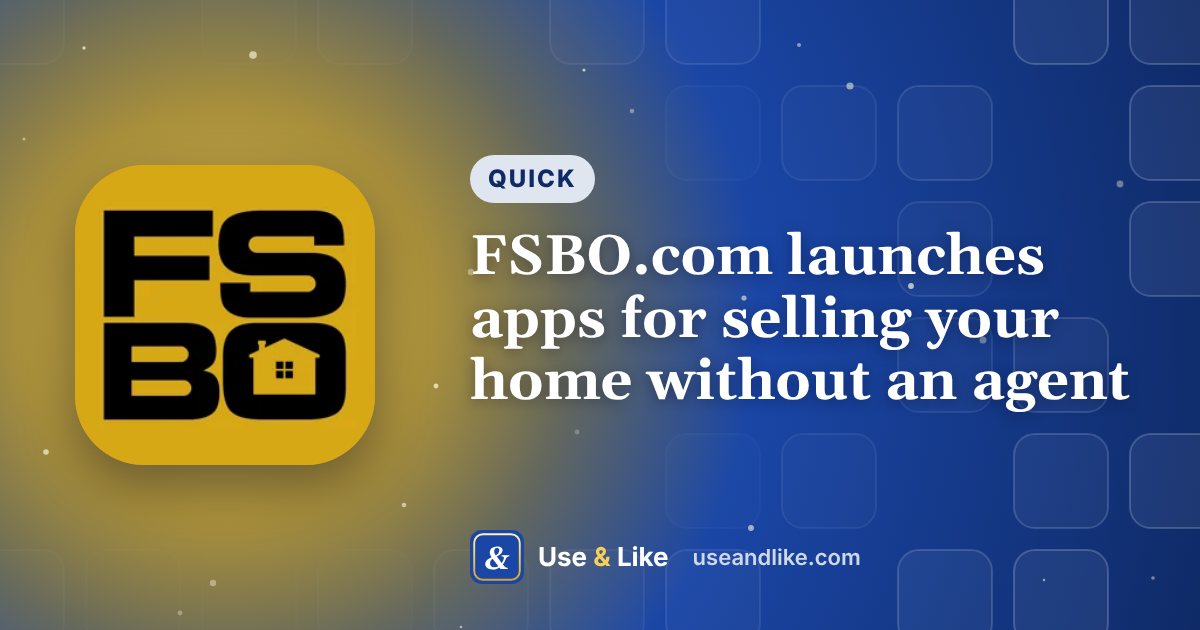 FS
BO
QUICK
FSBO.com launches
apps for selling your
home without an agent
& Use & Like useandlike.com